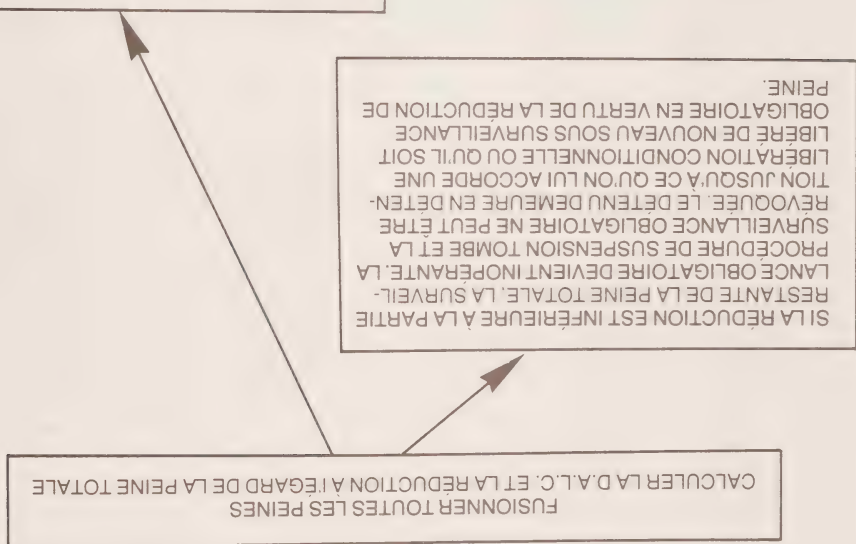 FUSIONNER TOUTES LES PEINES
CALCULER LA D.A.L.C. ET LA RÉDUCTION À l'ÉGARD DE LA PEINE TOTALE
SI LA RÉDUCTION EST INFÉRIEURE À LA PARTIE
RESTANTE DE LA PEINE TOTALE. LA SURVEIL-
LANCE OBLIGATOIRE DEVIENT INOPÉRANTE. LA
PROCÉDURE DE SUSPENSION TOMBE ET LA
SURVEILLANCE OBLIGATOIRE NE PEUT ÊTRE
RÉVOQUÉE. LE DÉTENU DEMEURE EN DÉTEN-
TION JUSQU'À CE QU'ON LUI ACCORDE UNE
LIBÉRATION CONDITIONNELLE OU QU'IL SOIT
LIBÉRÉ DE NOUVEAU SOUS SURVEILLANCE
OBLIGATOIRE EN VERTU DE LA RÉDUCTION DE
PEINE.